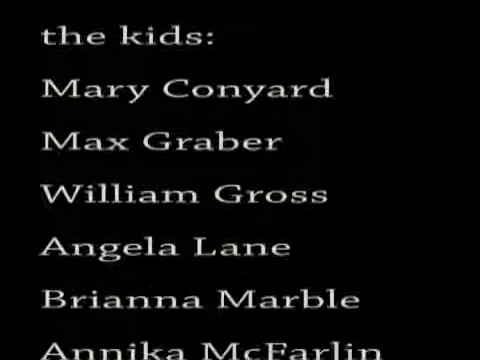 the kids:
Mary Conyard
Max Graber
William Gross
Angela Lane
Brianna Marble
Annika McFarlin